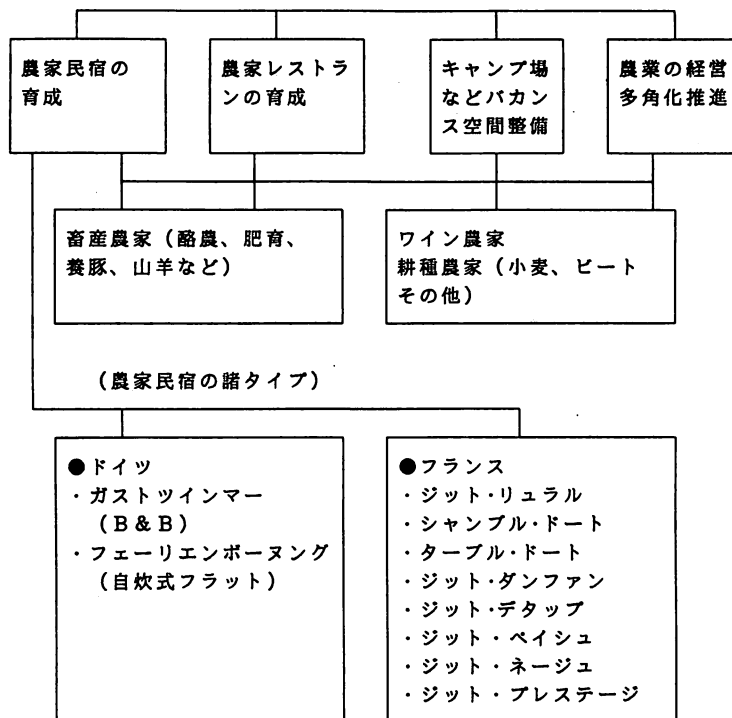 農家民宿の
育成
農家レストラ
ンの育成
キャンプ場
などバカン
ス空間整備
農業の経営
多角化推進
畜産農家（酪農、肥育、
養豚、山羊など）
ワイン農家
耕種農家（小麦、ビート
その他）
（農家民宿の諸タイプ）
●ドイツ
・ガストツインマー
（B＆B）
・フェーリエンボーヌング
（自炊式フラット）
●フランス
・ジット・リュラル
・シャンブル・ドート
・ターブル・ドート
・ジット・ダンファン
・ジット・デタップ
・ジット・ペイシュ
・ジット・ネージュ
・ジット・プレステージ